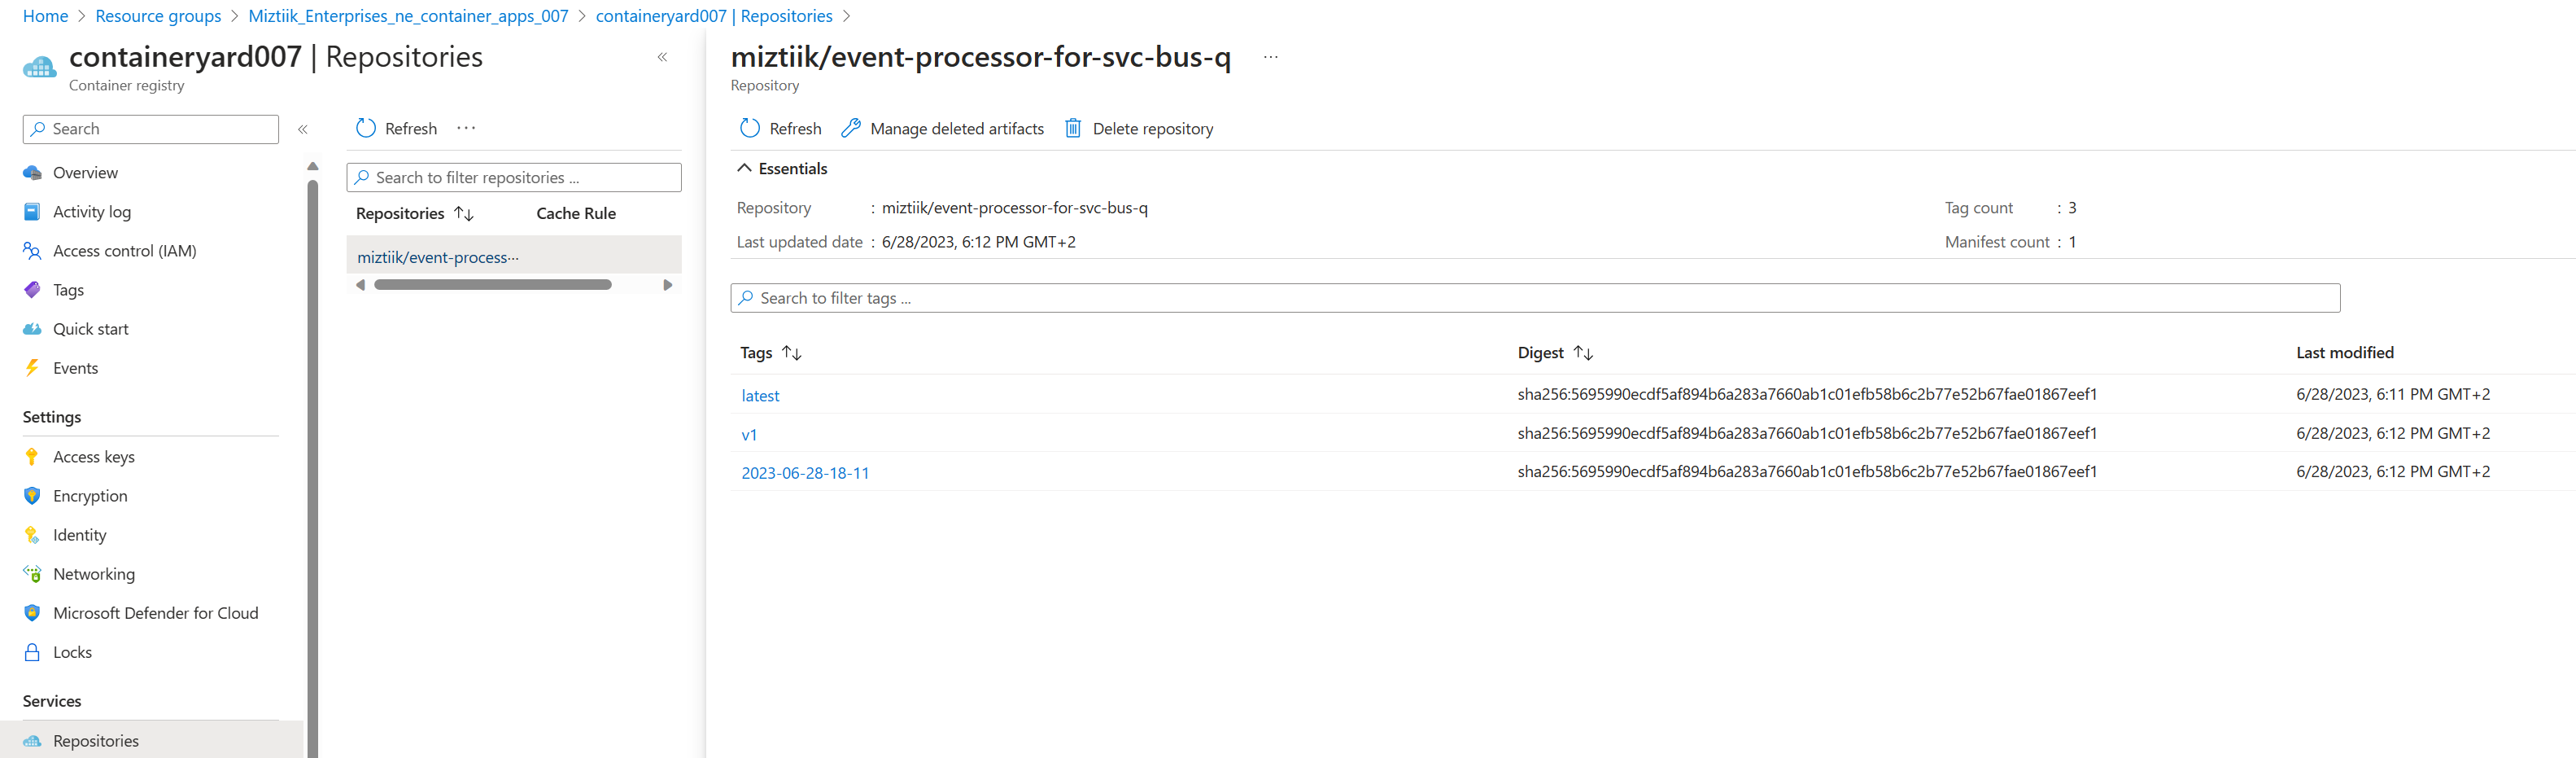 Home > Resource groups > Miztiik_Enterprises_ne_container_apps_007 > containeryard007 | Repositories >
containeryard007 | Repositories
Container registry
Search
Overview
Activity log
Access control (IAM)
Tags
Quick start
Events
Settings
Access keys
Encryption
Identity
Networking
Microsoft Defender for Cloud
Locks
Services
Repositories
Refresh ...
Search to filter repositories ...
Repositories Cache Rule
miztiik/event-process...
miztiik/event-processor-for-svc-bus-q ...
Repository
Refresh Manage deleted artifacts Delete repository
Essentials
Repository : miztiik/event-processor-for-svc-bus-q Tag count : 3
Last updated date : 6/28/2023, 6:12 PM GMT+2 Manifest count : 1
Search to filter tags ...
Tags Digest Last modified
latest sha256:5695990ecdf5af894b6a283a7660ab1c01efb58b6c2b77e52b67fae01867eef1 6/28/2023, 6:11 PM GMT+2
v1 sha256:5695990ecdf5af894b6a283a7660ab1c01efb58b6c2b77e52b67fae01867eef1 6/28/2023, 6:12 PM GMT+2
2023-06-28-18-11 sha256:5695990ecdf5af894b6a283a7660ab1c01efb58b6c2b77e52b67fae01867eef1 6/28/2023, 6:12 PM GMT+2